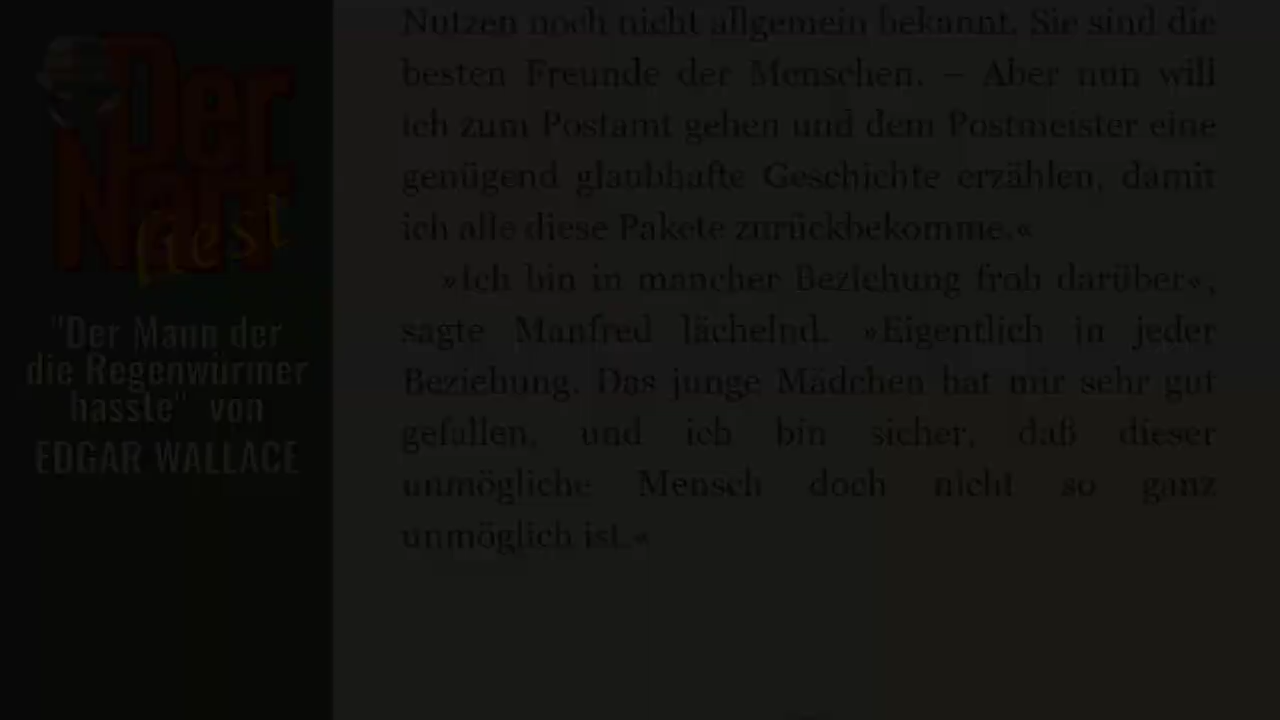 Der
Narr
liest
"Der Mann der
die Regenwürmer
hasste" von
EDGAR WALLACE
Nutzen noch nicht allgemein bekannt. Sie sind die
besten Freunde der Menschen. – Aber nun will
ich zum Postamt gehen und dem Postmeister eine
genügend glaubhafte Geschichte erzählen, damit
ich alle diese Pakete zurückbekomme.«
»Ich bin in mancher Beziehung froh darüber«,
sagte Manfred lächelnd. »Eigentlich in jeder
Beziehung. Das junge Mädchen hat mir sehr gut
gefallen, und ich bin sicher, daß dieser
unmögliche Mensch doch nicht so ganz
unmöglich ist.«